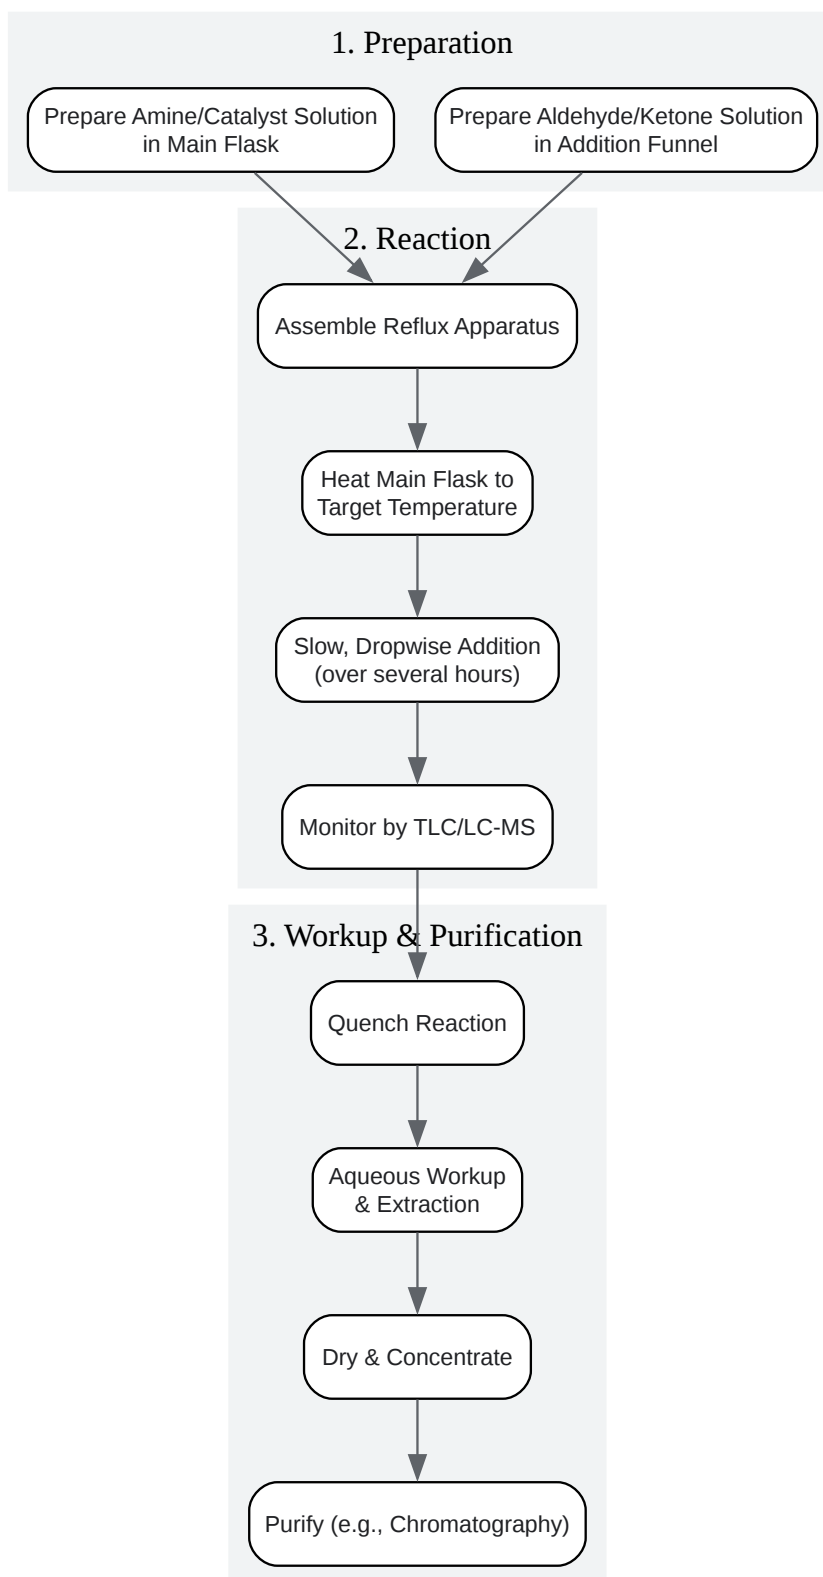 1. Preparation
Prepare Amine/Catalyst Solution
in Main Flask
Prepare Aldehyde/Ketone Solution
in Addition Funnel
2. Reaction
Assemble Reflux Apparatus
Heat Main Flask to
Target Temperature
Slow, Dropwise Addition
(over several hours)
Monitor by TLC/LC-MS
3. Workup & Purification
Quench Reaction
Aqueous Workup
& Extraction
Dry & Concentrate
Purify (e.g., Chromatography)